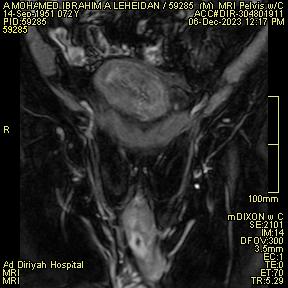 A MOHAMED IBRAHIM A LEHEIDAN / 59285 (M) MRI Pelvis w/C
14-Sep-1951 072Y ACC#DIR-304801911
PID:59285 06-Dec-2023 12:17 PM
59285
R
100mm
mDIXON w C
SE:2101
IM:14
DFOV:300
3.5mm
EC:1
Ad Diriyah Hospital TE:0
MRI ET:70
MRI TR:5.29